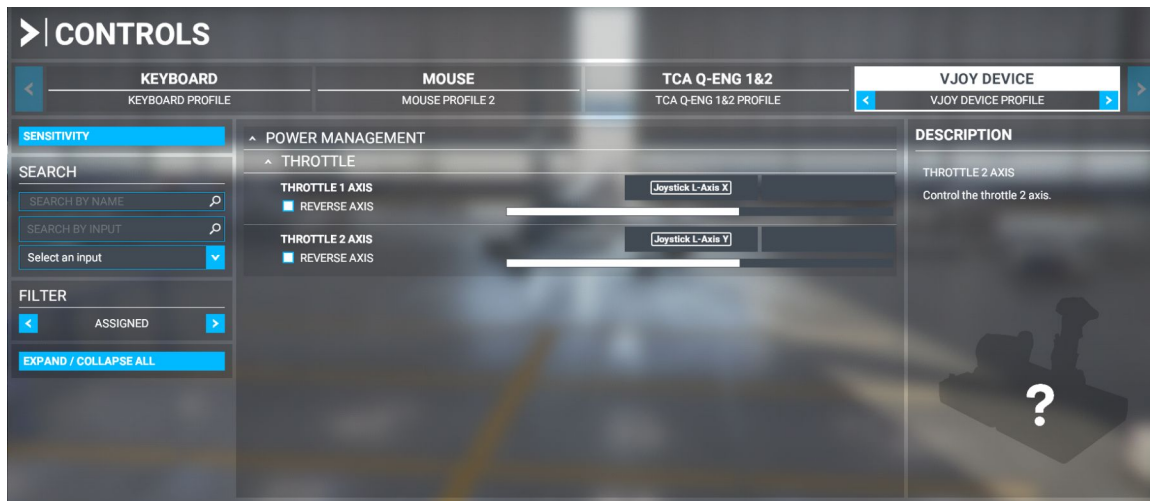 CONTROLS
KEYBOARD
KEYBOARD PROFILE
MOUSE
MOUSE PROFILE 2
TCA Q-ENG 1&2
TCA Q-ENG 1&2 PROFILE
VJOY DEVICE
VJOY DEVICE PROFILE
SENSITIVITY
SEARCH
SEARCH BY NAME
SEARCH BY INPUT
Select an input
FILTER
ASSIGNED
EXPAND / COLLAPSE ALL
POWER MANAGEMENT
THROTTLE
THROTTLE 1 AXIS
Joystick L-Axis X
REVERSE AXIS
THROTTLE 2 AXIS
Joystick L-Axis Y
REVERSE AXIS
DESCRIPTION
THROTTLE 2 AXIS
Control the throttle 2 axis.
?